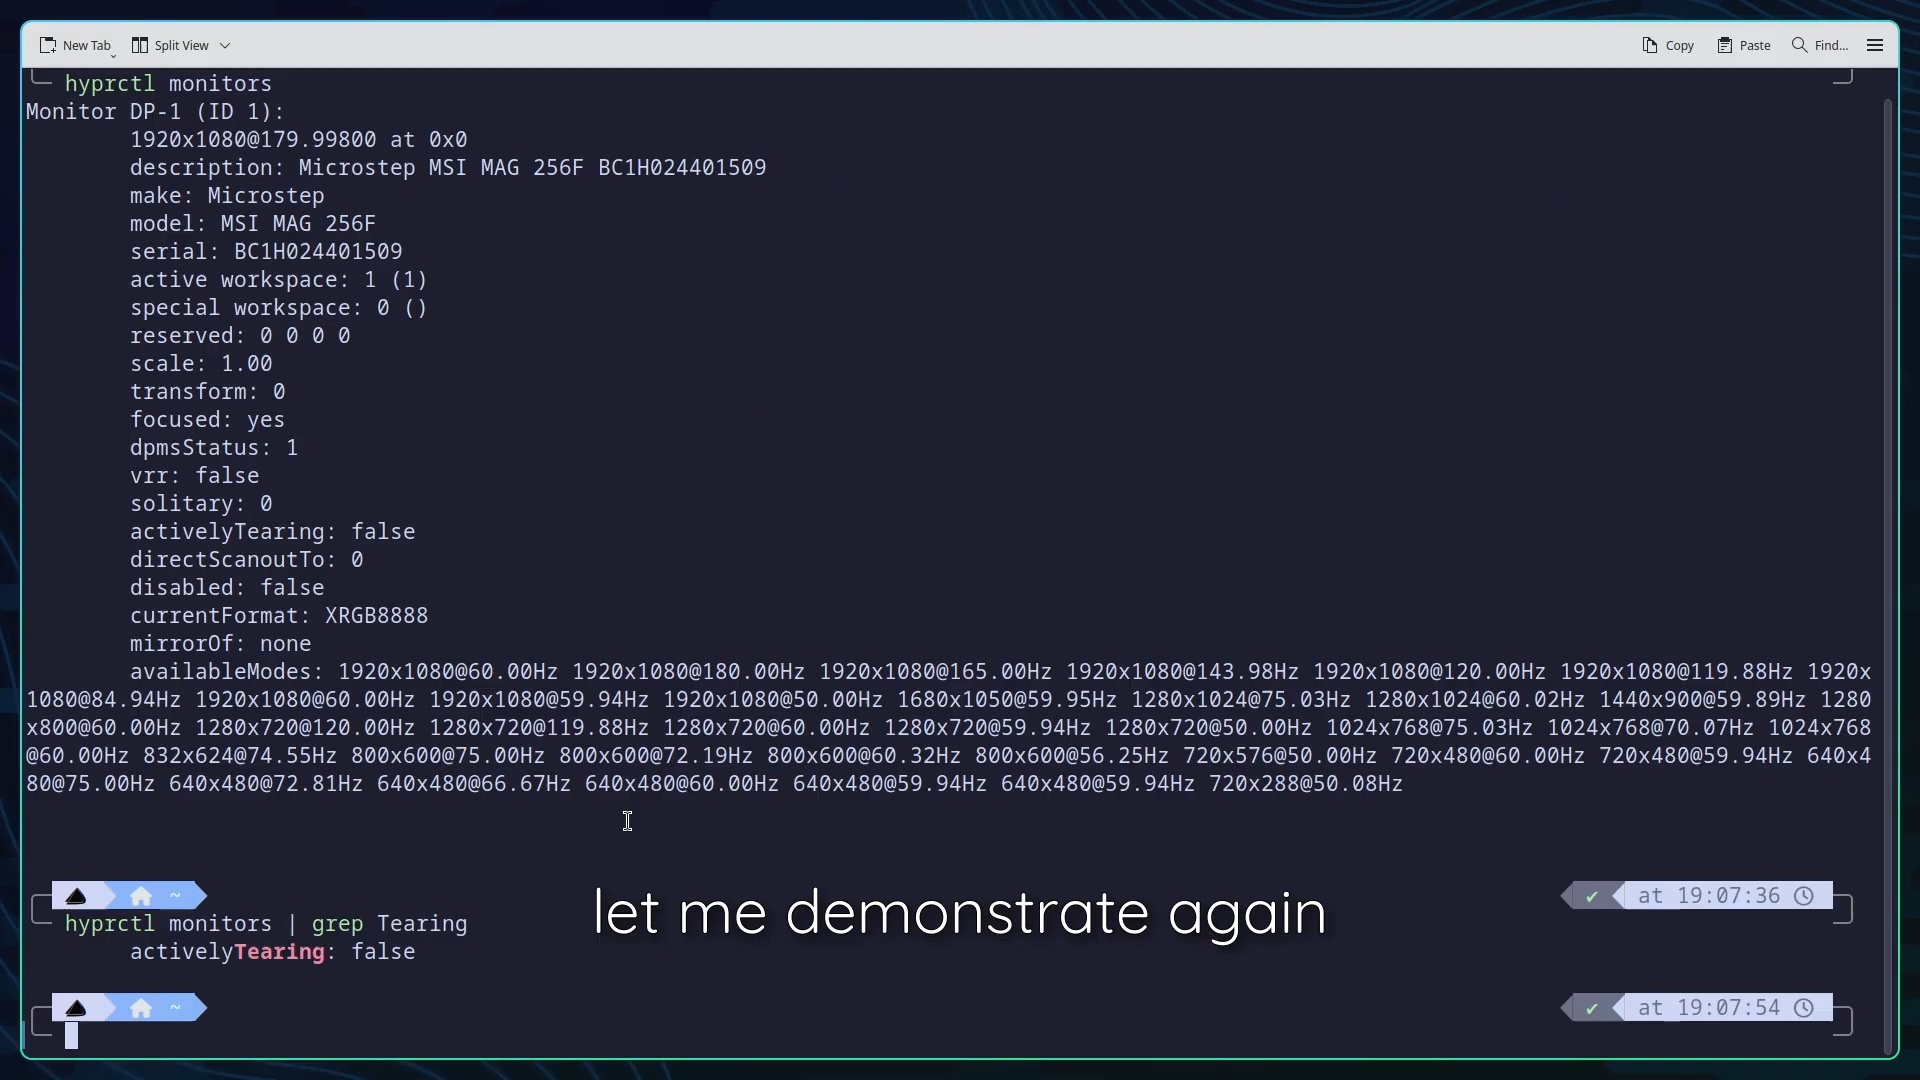 New Tab Split View Copy Paste Find...
hyprctl monitors
Monitor DP-1 (ID 1):
1920x1080@179.99800 at 0x0
description: Microstep MSI MAG 256F BC1H024401509
make: Microstep
model: MSI MAG 256F
serial: BC1H024401509
active workspace: 1 (1)
special workspace: 0 ()
reserved: 0 0 0 0
scale: 1.00
transform: 0
focused: yes
dpmsStatus: 1
vrr: false
solitary: 0
activelyTearing: false
directScanoutTo: 0
disabled: false
currentFormat: XRGB8888
mirrorOf: none
availableModes: 1920x1080@60.00Hz 1920x1080@180.00Hz 1920x1080@165.00Hz 1920x1080@143.98Hz 1920x1080@120.00Hz 1920x1080@119.88Hz 1920x
1080@84.94Hz 1920x1080@60.00Hz 1920x1080@59.94Hz 1920x1080@50.00Hz 1680x1050@59.95Hz 1280x1024@75.03Hz 1280x1024@60.02Hz 1440x900@59.89Hz 1280
x800@60.00Hz 1280x720@120.00Hz 1280x720@119.88Hz 1280x720@60.00Hz 1280x720@59.94Hz 1280x720@50.00Hz 1024x768@75.03Hz 1024x768@70.07Hz 1024x768
@60.00Hz 832x624@74.55Hz 800x600@75.00Hz 800x600@72.19Hz 800x600@60.32Hz 800x600@56.25Hz 720x576@50.00Hz 720x480@60.00Hz 720x480@59.94Hz 640x4
80@75.00Hz 640x480@72.81Hz 640x480@66.67Hz 640x480@60.00Hz 640x480@59.94Hz 640x480@59.94Hz 720x288@50.08Hz
~ ✔ at 19:07:36
hyprctl monitors | grep Tearing
let me demonstrate again
activelyTearing: false
~ ✔ at 19:07:54